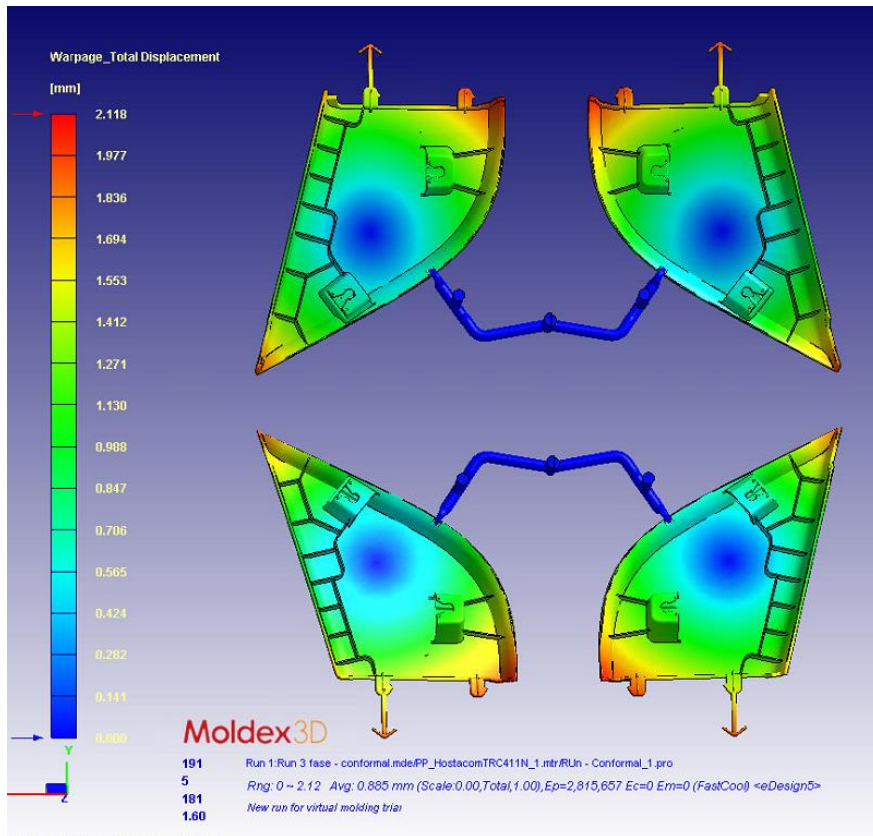 Warpage_Total Displacement
[mm]
2.118
1.977
1.836
1.694
1.553
1.412
1.271
1.130
0.988
0.847
0.706
0.565
0.424
0.282
0.141
0.000
Y
Z
Moldex3D
191 Run 1:Run 3 fase - conformal.mde/PP_HostacomTRC411N_1.mtr/RUn - Conformal_1.pro
5 Rng: 0 ~ 2.12 Avg: 0.885 mm (Scale:0.00,Total,1.00),Ep=2,815,657 Ec=0 Em=0 (FastCool) <eDesign5>
181 New run for virtual molding trial
1.60